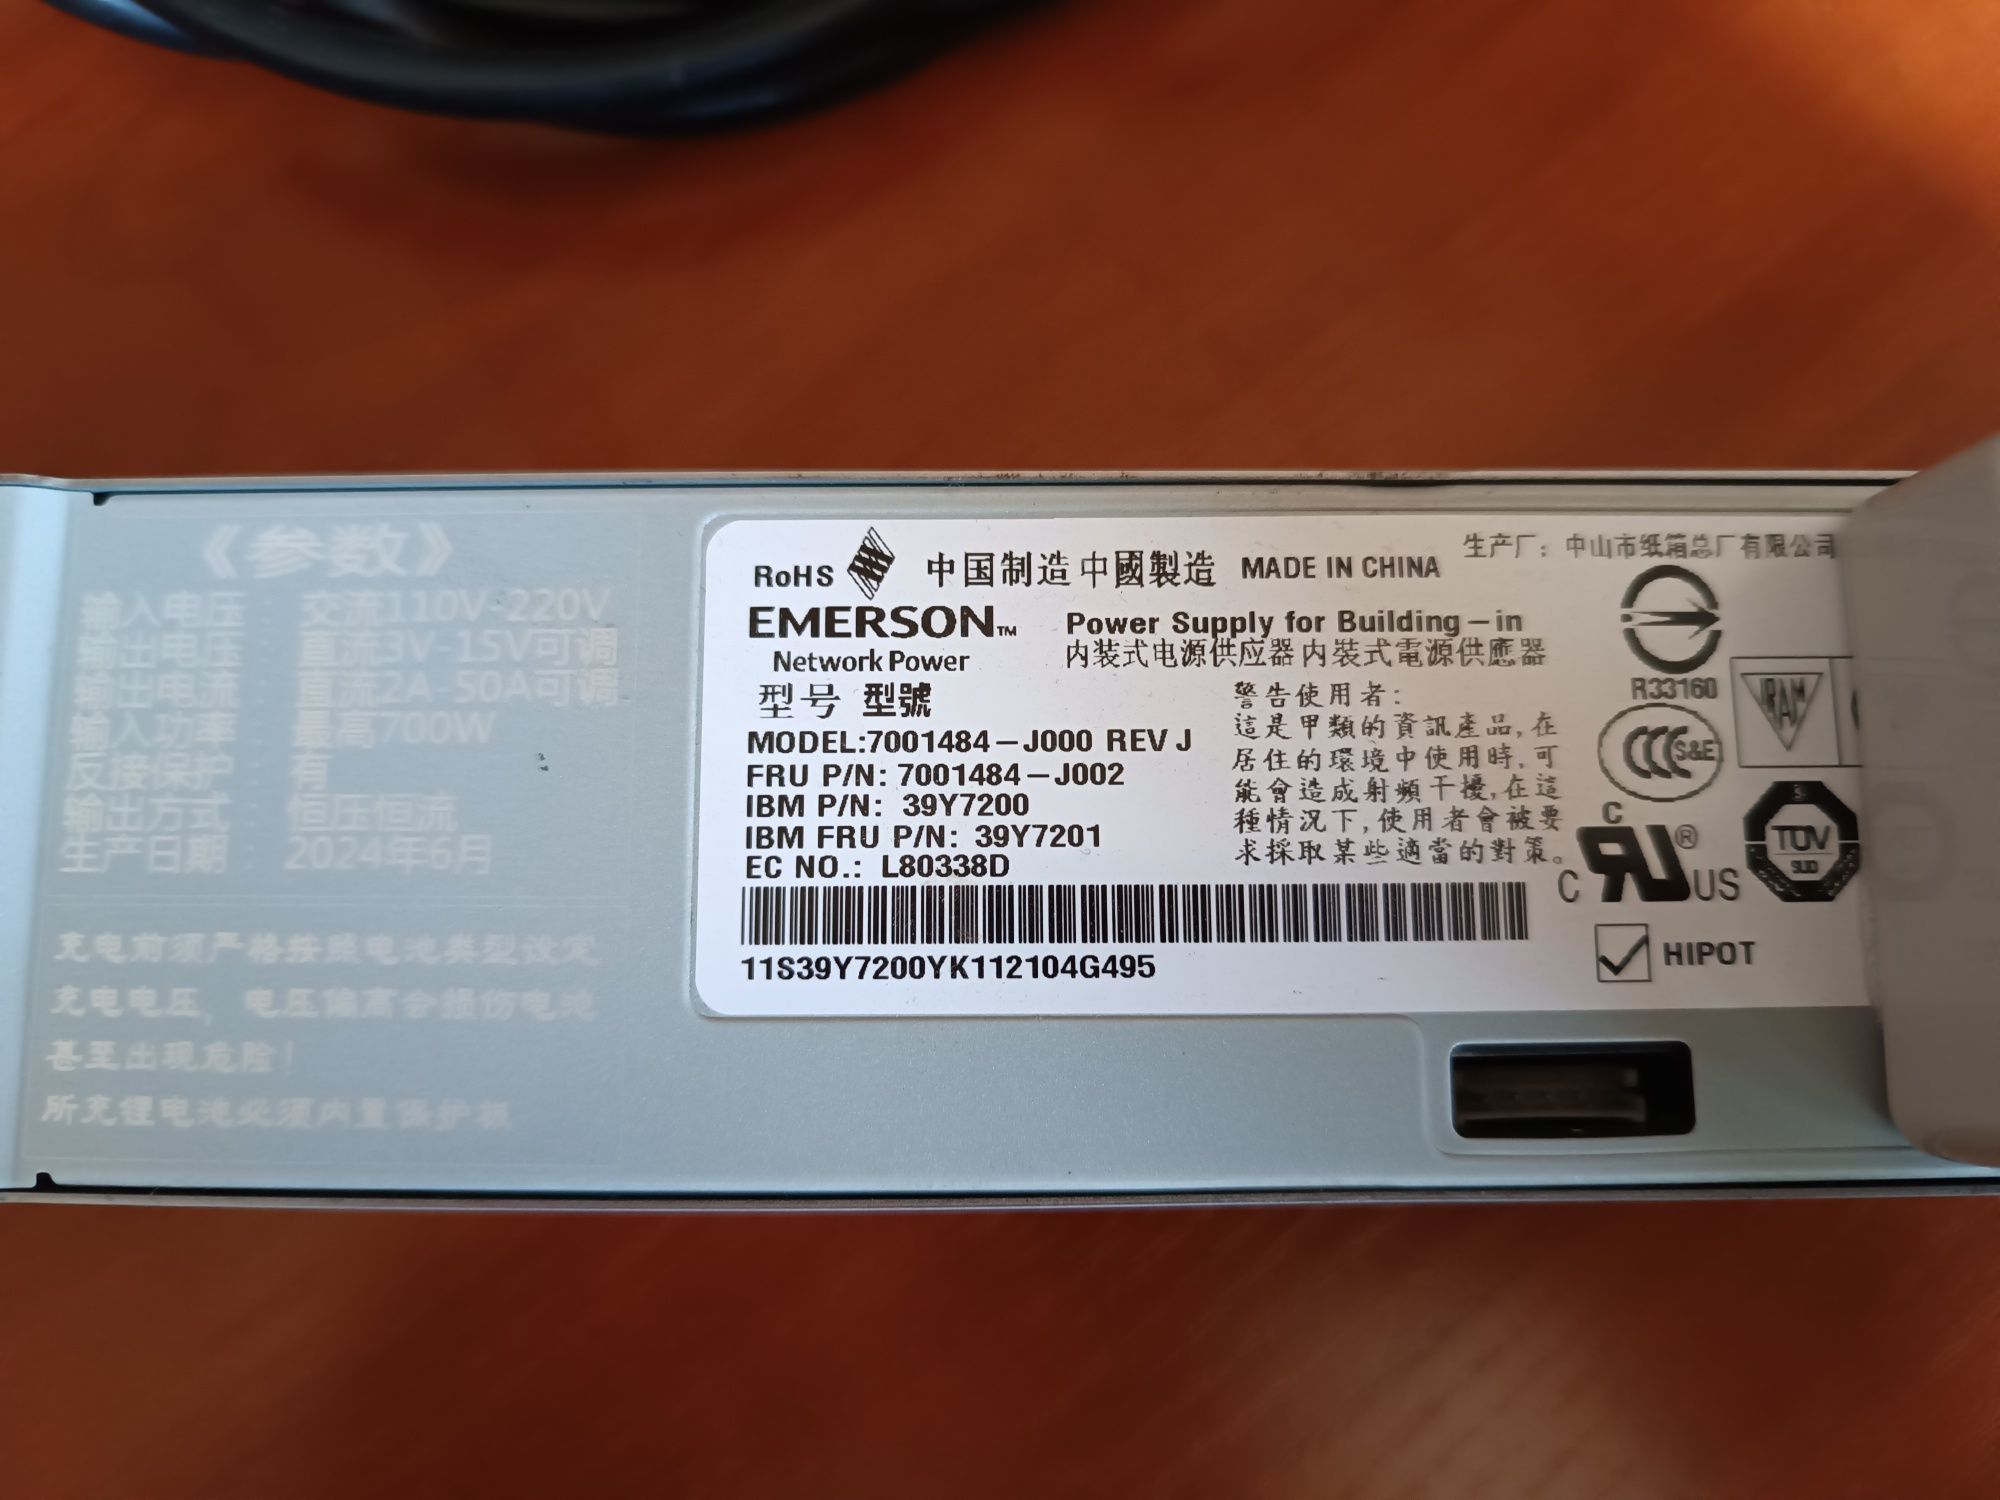 《参数》
输入电压：交流110V-220V
输出电压：直流3V-15V可调
输出电流：直流 A-50A可调
输入功率：最高700W
反接保护：有
输出方式 恒压恒流
生产日期 2024年6月
充电前须严格按照电池类型设定
充电电压，电压偏高会损伤电池
甚至出现危险！
所充锂电池必须内置保护板
RoHS 中国制造 中國製造 MADE IN CHINA
生产厂：中山市纸箱总厂有限公司
EMERSON™
Network Power
Power Supply for Building-in
内装式电源供应器 內裝式電源供應器
型号 型號
MODEL:7001484-J000 REV J
FRU P/N: 7001484-J002
IBM P/N: 39Y7200
IBM FRU P/N: 39Y7201
EC NO.: L80338D
11S39Y7200YK112104G495
警告使用者：
這是甲類的資訊產品，在
居住的環境中使用時，可
能會造成射頻干擾，在這
種情況下，使用者會被要
求採取某些適當的對策。
R33160
IRAM
CCC S&E
C RU® US
C
TÜV
SÜD
HIPOT